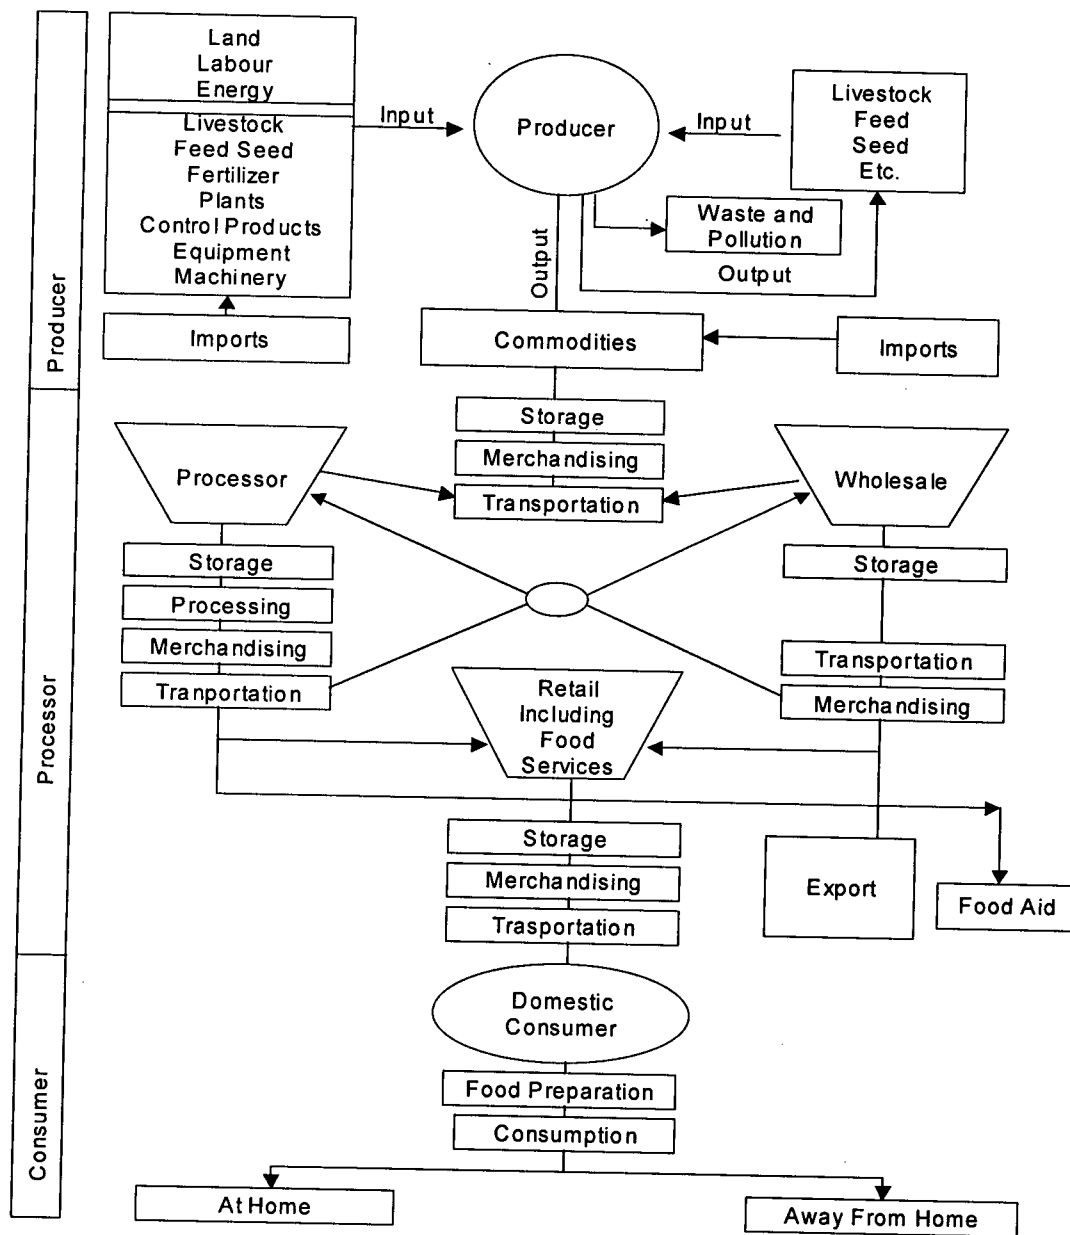 Land
Labour
Energy
Livestock
Feed Seed
Fertilizer
Plants
Control Products
Equipment
Machinery
Imports
Input
Producer
Input
Livestock
Feed
Seed
Etc.
Waste and
Pollution
Output
Output
Commodities
Imports
Producer
Storage
Merchandising
Transportation
Processor
Wholesale
Storage
Processing
Merchandising
Tranportation
Storage
Transportation
Merchandising
Retail
Including
Food
Services
Processor
Storage
Merchandising
Trasportation
Export
Food Aid
Domestic
Consumer
Food Preparation
Consumption
Consumer
At Home
Away From Home